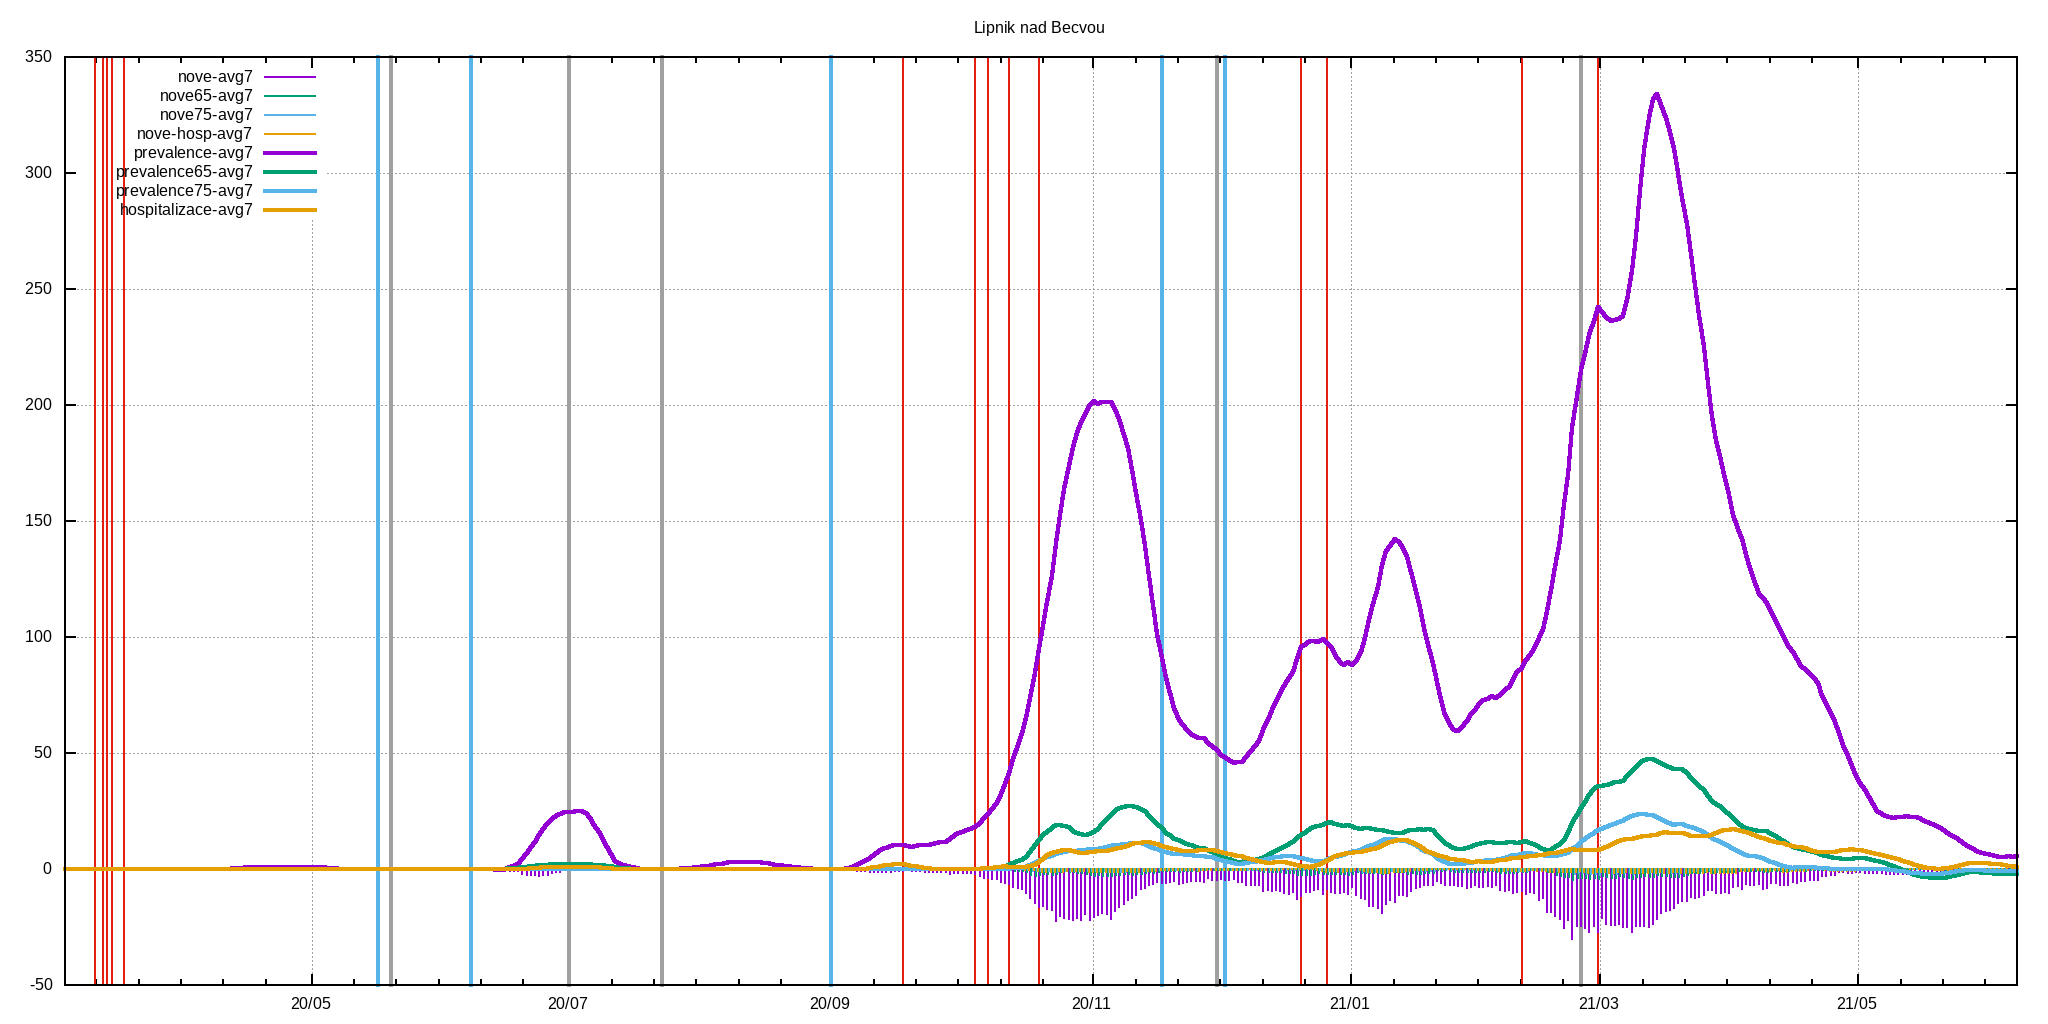 Lipnik nad Becvou
350
300
250
200
150
100
50
0
-50
nove-avg7
nove65-avg7
nove75-avg7
nove-hosp-avg7
prevalence-avg7
prevalence65-avg7
prevalence75-avg7
hospitalizace-avg7
20/05 20/07 20/09 20/11 21/01 21/03 21/05